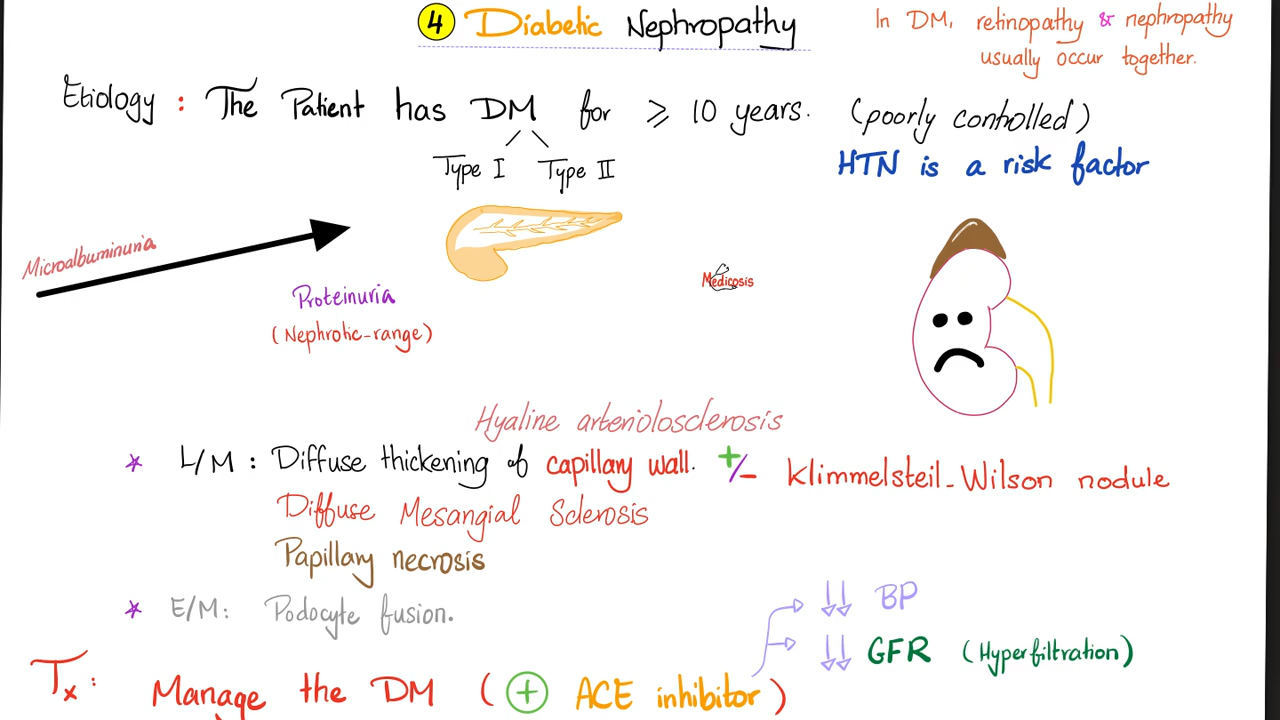 4 Diabetic Nephropathy
In DM, retinopathy & nephropathy
usually occur together.
Etiology : The Patient has DM for ≥ 10 years. (poorly controlled)
Type I Type II
HTN is a risk factor
Microalbuminuria
Medicosis
Proteinuria
(Nephrotic-range)
Hyaline arteriolosclerosis
* L/M : Diffuse thickening of capillary wall. +/- Klimmelsteil-Wilson nodule
Diffuse Mesangial Sclerosis
Papillary necrosis
* E/M: Podocyte fusion.
↓↓ BP
↓↓ GFR (Hyperfiltration)
Tx: Manage the DM (+ ACE inhibitor)